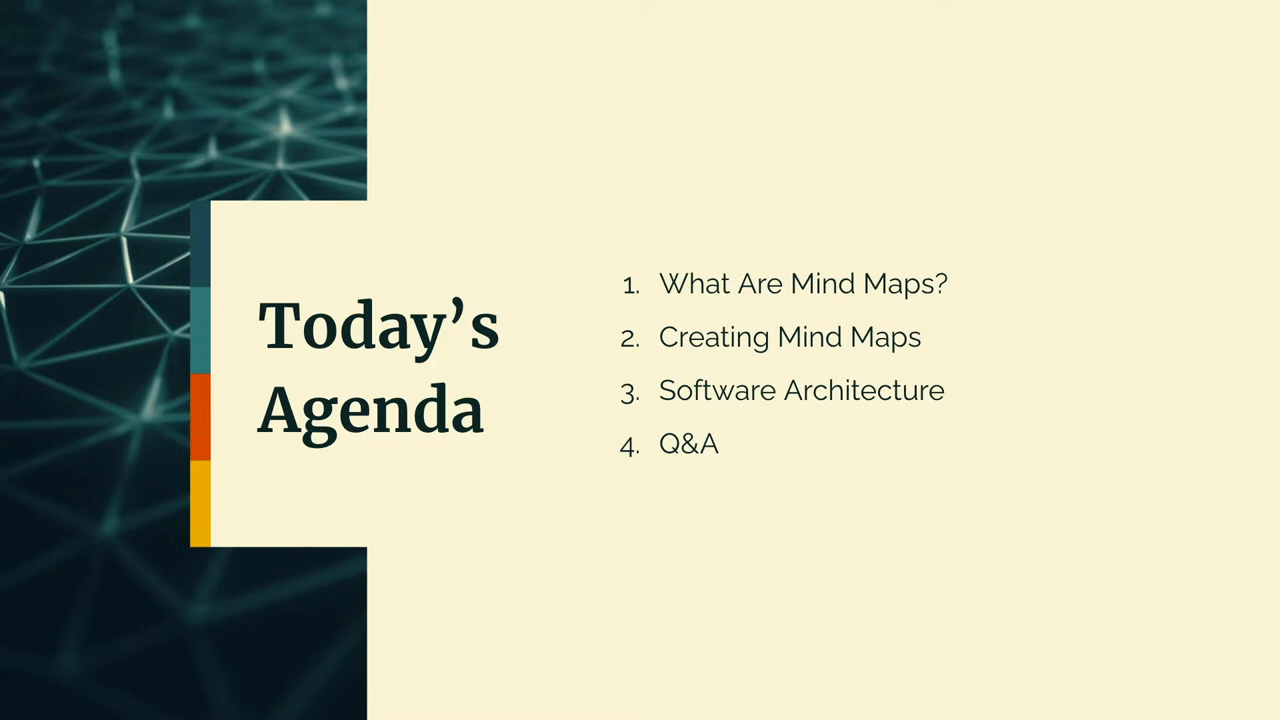 Today’s
Agenda
1. What Are Mind Maps?
2. Creating Mind Maps
3. Software Architecture
4. Q&A